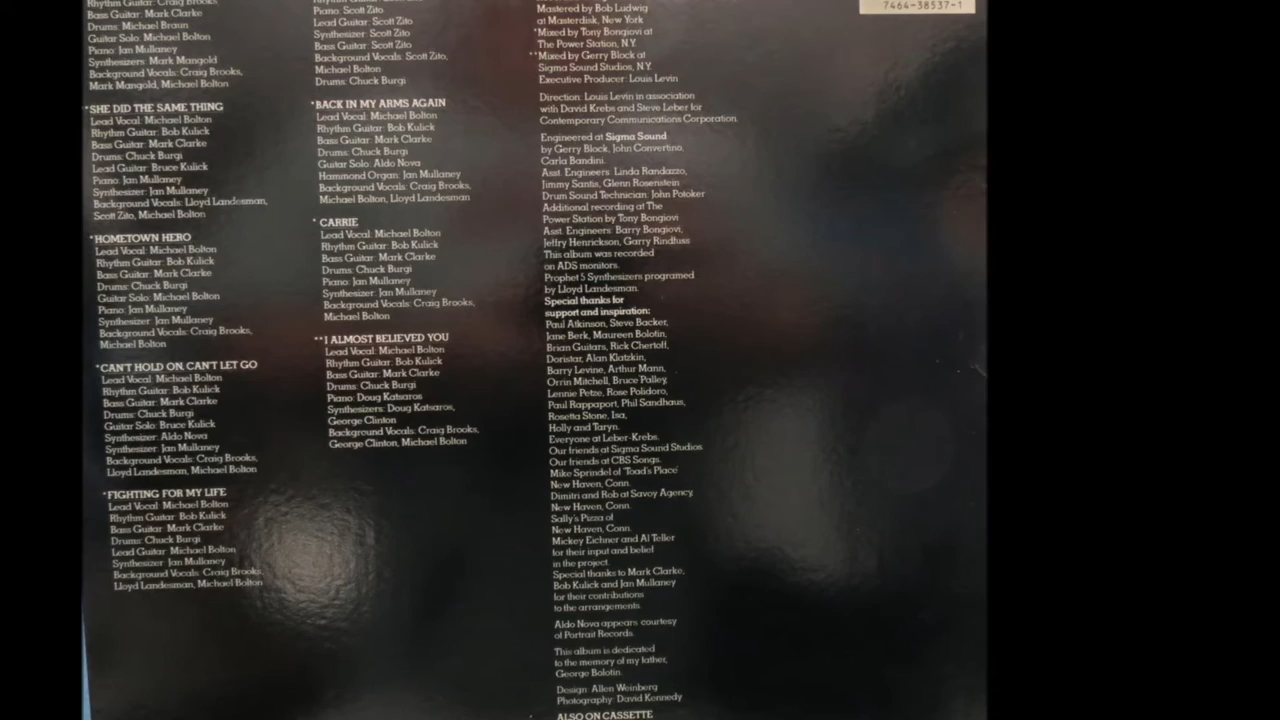 Rhythm Guitar: Craig Brooks,
Bass Guitar: Mark Clarke
Drums: Michael Braun
Guitar Solo: Michael Bolton
Piano: Jan Mullaney
Synthesizers: Mark Mangold
Background Vocals: Craig Brooks,
Mark Mangold, Michael Bolton
*SHE DID THE SAME THING
Lead Vocal: Michael Bolton
Rhythm Guitar: Bob Kulick
Bass Guitar: Mark Clarke
Drums: Chuck Burgi
Lead Guitar: Bruce Kulick
Piano: Jan Mullaney
Synthesizer: Jan Mullaney
Background Vocals: Lloyd Landesman,
Scott Zito, Michael Bolton
*HOMETOWN HERO
Lead Vocal: Michael Bolton
Rhythm Guitar: Bob Kulick
Bass Guitar: Mark Clarke
Drums: Chuck Burgi
Guitar Solo: Michael Bolton
Piano: Jan Mullaney
Synthesizer: Jan Mullaney
Background Vocals: Craig Brooks,
Michael Bolton
*CAN'T HOLD ON, CAN'T LET GO
Lead Vocal: Michael Bolton
Rhythm Guitar: Bob Kulick
Bass Guitar: Mark Clarke
Drums: Chuck Burgi
Guitar Solo: Bruce Kulick
Synthesizer: Aldo Nova
Synthesizer: Jan Mullaney
Background Vocals: Craig Brooks,
Lloyd Landesman, Michael Bolton
*FIGHTING FOR MY LIFE
Lead Vocal: Michael Bolton
Rhythm Guitar: Bob Kulick
Bass Guitar: Mark Clarke
Drums: Chuck Burgi
Lead Guitar: Michael Bolton
Synthesizer: Jan Mullaney
Background Vocals: Craig Brooks,
Lloyd Landesman, Michael Bolton
Piano: Scott Zito
Lead Guitar: Scott Zito
Synthesizer: Scott Zito
Bass Guitar: Scott Zito
Background Vocals: Scott Zito,
Michael Bolton
Drums: Chuck Burgi
*BACK IN MY ARMS AGAIN
Lead Vocal: Michael Bolton
Rhythm Guitar: Bob Kulick
Bass Guitar: Mark Clarke
Drums: Chuck Burgi
Guitar Solo: Aldo Nova
Hammond Organ: Jan Mullaney
Background Vocals: Craig Brooks,
Michael Bolton, Lloyd Landesman
* CARRIE
Lead Vocal: Michael Bolton
Rhythm Guitar: Bob Kulick
Bass Guitar: Mark Clarke
Drums: Chuck Burgi
Piano: Jan Mullaney
Synthesizer: Jan Mullaney
Background Vocals: Craig Brooks,
Michael Bolton
**I ALMOST BELIEVED YOU
Lead Vocal: Michael Bolton
Rhythm Guitar: Bob Kulick
Bass Guitar: Mark Clarke
Drums: Chuck Burgi
Piano: Doug Katsaros
Synthesizers: Doug Katsaros,
George Clinton
Background Vocals: Craig Brooks,
George Clinton, Michael Bolton
Mastered by Bob Ludwig
at Masterdisk, New York
*Mixed by Tony Bongiovi at
The Power Station, N.Y.
**Mixed by Gerry Block at
Sigma Sound Studios, N.Y.
Executive Producer: Louis Levin
Direction: Louis Levin in association
with David Krebs and Steve Leber for
Contemporary Communications Corporation.
Engineered at Sigma Sound
by Gerry Block, John Convertino,
Carla Bandini.
Asst. Engineers: Linda Randazzo,
Jimmy Santis, Glenn Rosenstein
Drum Sound Technician: John Potoker
Additional recording at The
Power Station by Tony Bongiovi
Asst. Engineers: Barry Bongiovi,
Jeffry Henrickson, Garry Rindfuss
This album was recorded
on ADS monitors.
Prophet 5 Synthesizers programed
by Lloyd Landesman.
Special thanks for
support and inspiration:
Paul Atkinson, Steve Backer,
Jane Berk, Maureen Bolotin,
Brian Guitars, Rick Chertoff,
Doristar, Alan Klatzkin,
Barry Levine, Arthur Mann,
Orrin Mitchell, Bruce Palley,
Lennie Petze, Rose Polidoro,
Paul Rappaport, Phil Sandhaus,
Rosetta Stone, Isa,
Holly and Taryn.
Everyone at Leber-Krebs.
Our friends at Sigma Sound Studios
Our friends at CBS Songs.
Mike Sprindel of 'Toad's Place'
New Haven, Conn.
Dimitri and Rob at Savoy Agency,
New Haven, Conn.
Sally's Pizza of
New Haven, Conn.
Mickey Eichner and Al Teller
for their input and belief
in the project.
Special thanks to Mark Clarke,
Bob Kulick and Jan Mullaney
for their contributions
to the arrangements.
Aldo Nova appears courtesy
of Portrait Records.
This album is dedicated
to the memory of my father,
George Bolotin.
Design: Allen Weinberg
Photography: David Kennedy
ALSO ON CASSETTE
7464-38537-1